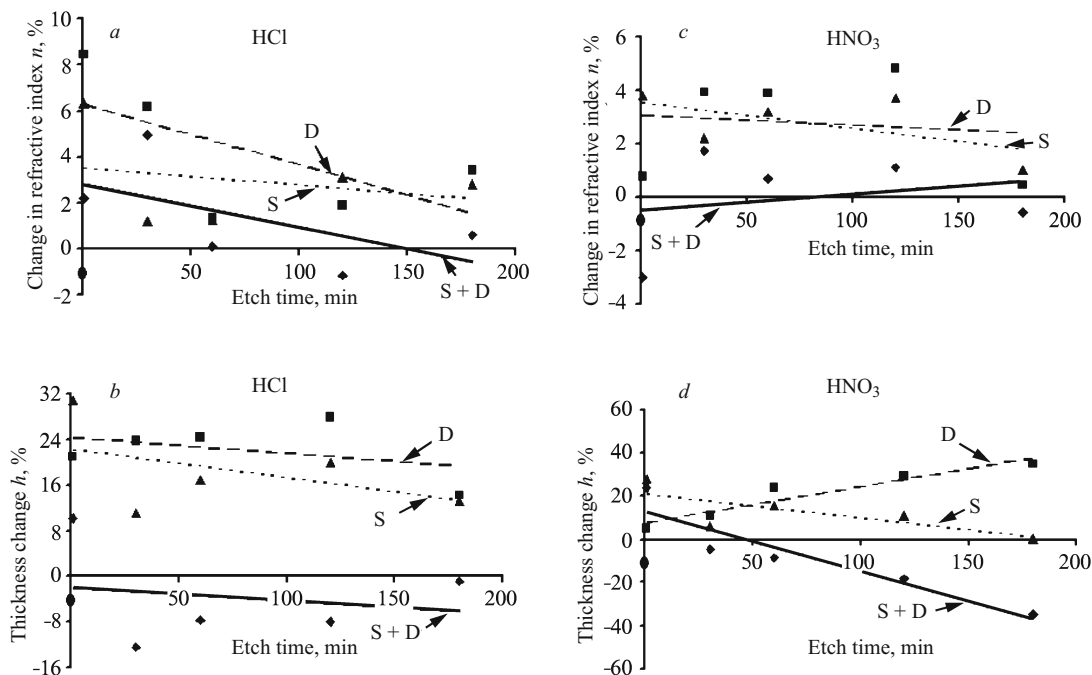 a
HCl
Change in refractive index n, %
10
8
6
4
2
0
-2
50
100
150
200
D
S
S + D
Etch time, min
c
HNO₃
Change in refractive index n, %
6
4
2
0
-2
-4
50
100
150
200
D
S
S + D
Etch time, min
b
HCl
Thickness change h, %
32
24
16
8
0
-8
-16
50
100
150
200
D
S
S + D
Etch time, min
d
HNO₃
Thickness change h, %
60
40
20
0
-20
-40
-60
50
100
150
200
D
S
S + D
Etch time, min